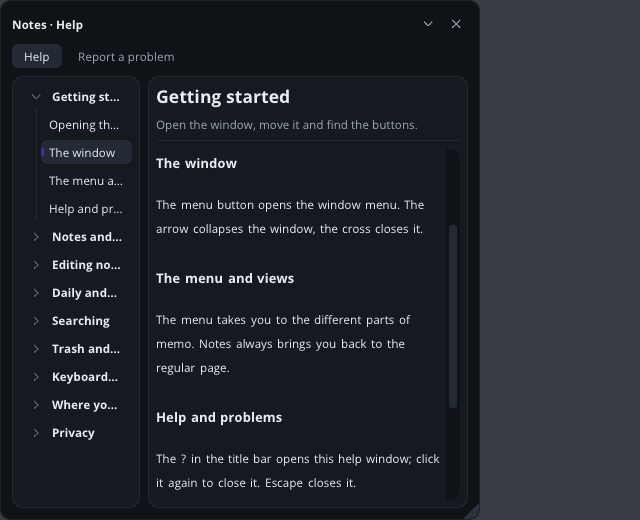 Notes · Help
Help
Report a problem
Getting st...
Opening th...
The window
The menu a...
Help and pr...
Notes and...
Editing no...
Daily and...
Searching
Trash and...
Keyboard...
Where yo...
Privacy
Getting started
Open the window, move it and find the buttons.
The window
The menu button opens the window menu. The
arrow collapses the window, the cross closes it.
The menu and views
The menu takes you to the different parts of
memo. Notes always brings you back to the
regular page.
Help and problems
The ? in the title bar opens this help window; click
it again to close it. Escape closes it.